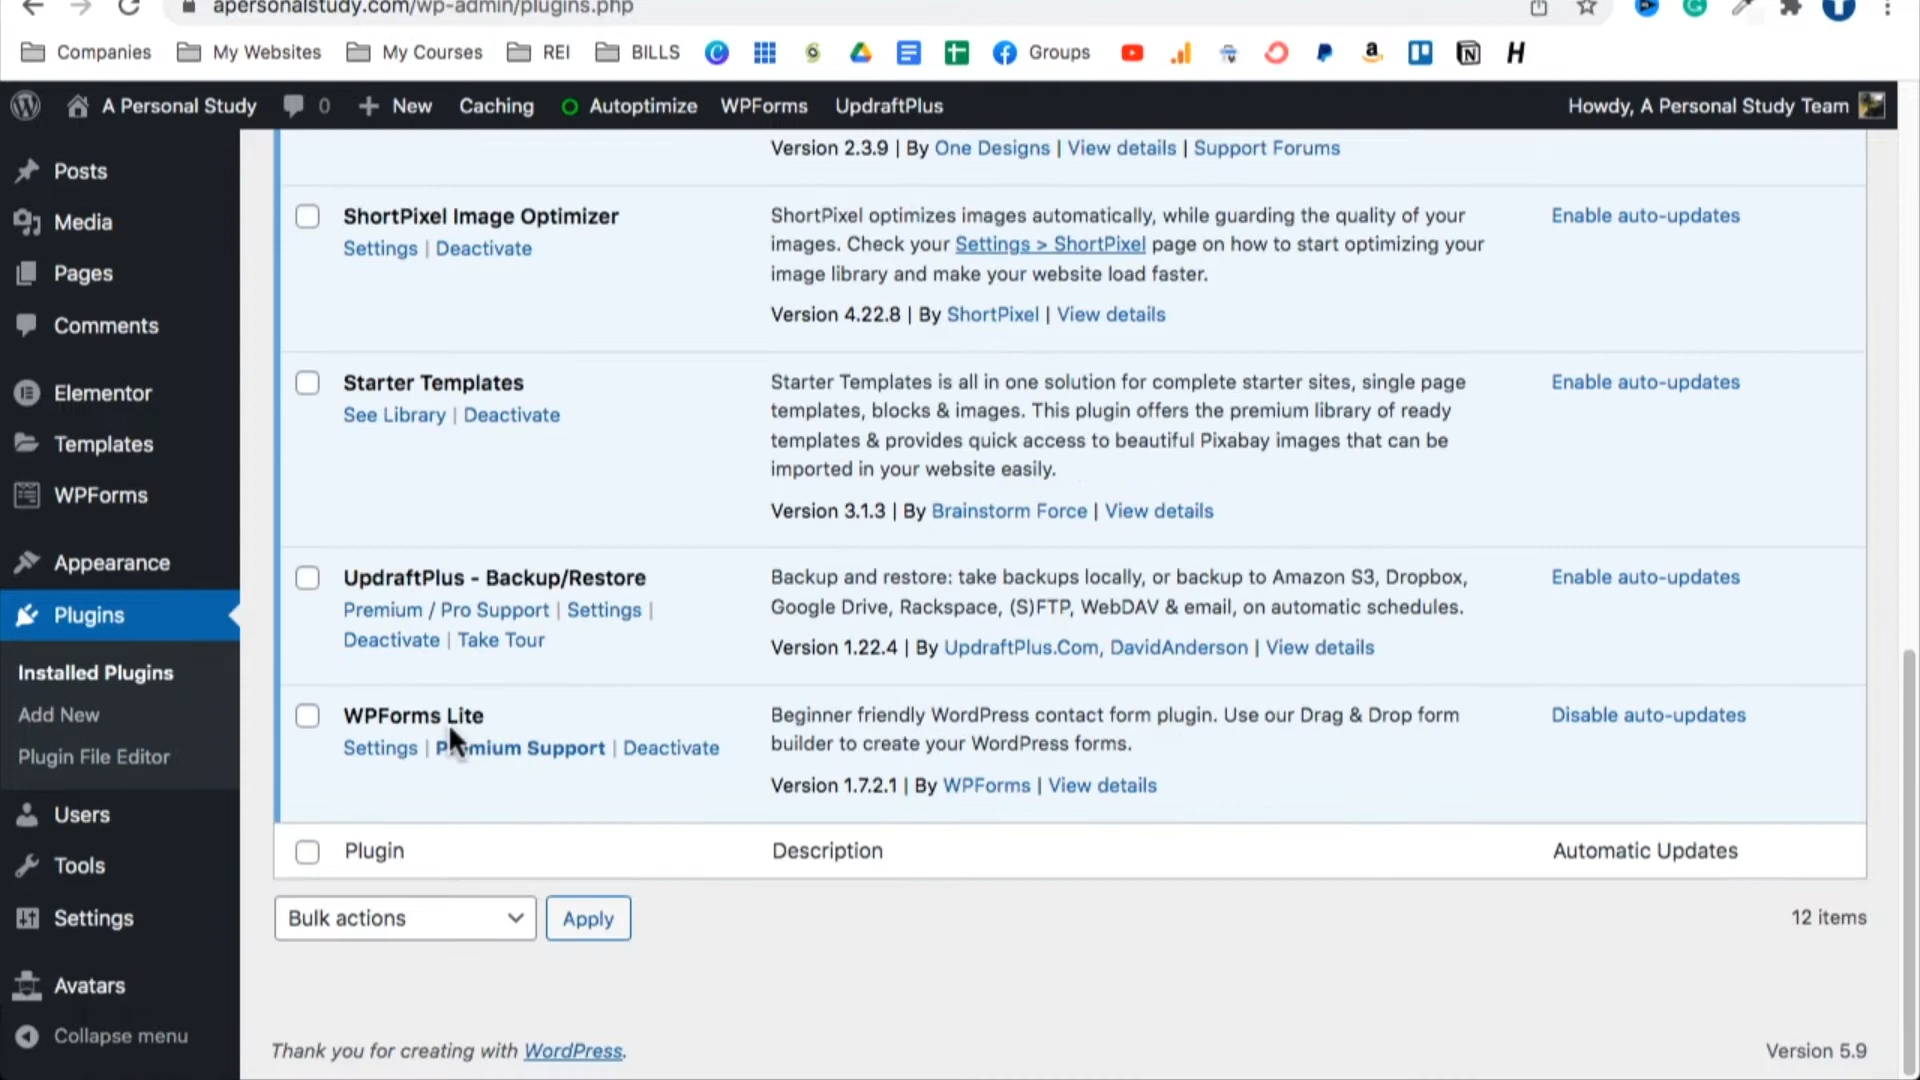 apersonalstudy.com/wp-admin/plugins.php
Companies My Websites My Courses REI BILLS Groups
A Personal Study 0 New Caching Autoptimize WPForms UpdraftPlus Howdy, A Personal Study Team
Posts
Media
Pages
Comments
Elementor
Templates
WPForms
Appearance
Plugins
Installed Plugins
Add New
Plugin File Editor
Users
Tools
Settings
Avatars
Collapse menu
Version 2.3.9 | By One Designs | View details | Support Forums
ShortPixel Image Optimizer
Settings | Deactivate
ShortPixel optimizes images automatically, while guarding the quality of your
images. Check your Settings > ShortPixel page on how to start optimizing your
image library and make your website load faster.
Version 4.22.8 | By ShortPixel | View details
Enable auto-updates
Starter Templates
See Library | Deactivate
Starter Templates is all in one solution for complete starter sites, single page
templates, blocks & images. This plugin offers the premium library of ready
templates & provides quick access to beautiful Pixabay images that can be
imported in your website easily.
Version 3.1.3 | By Brainstorm Force | View details
Enable auto-updates
UpdraftPlus - Backup/Restore
Premium / Pro Support | Settings |
Deactivate | Take Tour
Backup and restore: take backups locally, or backup to Amazon S3, Dropbox,
Google Drive, Rackspace, (S)FTP, WebDAV & email, on automatic schedules.
Version 1.22.4 | By UpdraftPlus.Com, DavidAnderson | View details
Enable auto-updates
WPForms Lite
Settings | Premium Support | Deactivate
Beginner friendly WordPress contact form plugin. Use our Drag & Drop form
builder to create your WordPress forms.
Version 1.7.2.1 | By WPForms | View details
Disable auto-updates
Plugin Description Automatic Updates
Bulk actions Apply 12 items
Thank you for creating with WordPress. Version 5.9